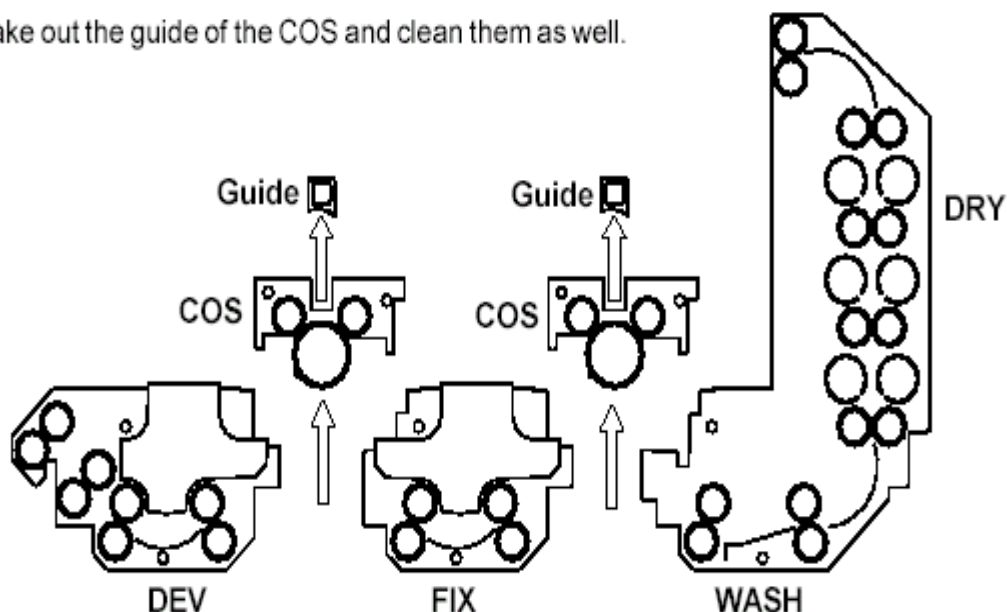 ake out the guide of the COS and clean them as well.
Guide
Guide
DRY
COS
COS
DEV
FIX
WASH